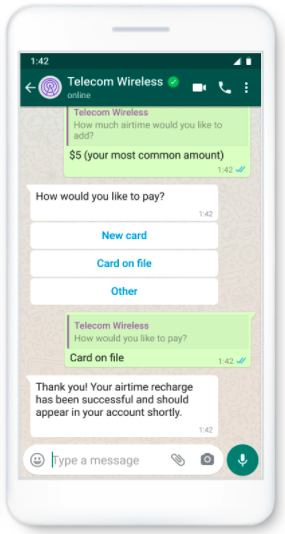 1:42
Telecom Wireless
online
Telecom Wireless
How much airtime would you like to
add?
$5 (your most common amount)
1:42
How would you like to pay?
1:42
New card
Card on file
Other
Telecom Wireless
How would you like to pay?
Card on file
1:42
Thank you! Your airtime recharge
has been successful and should
appear in your account shortly.
1:42
Type a message